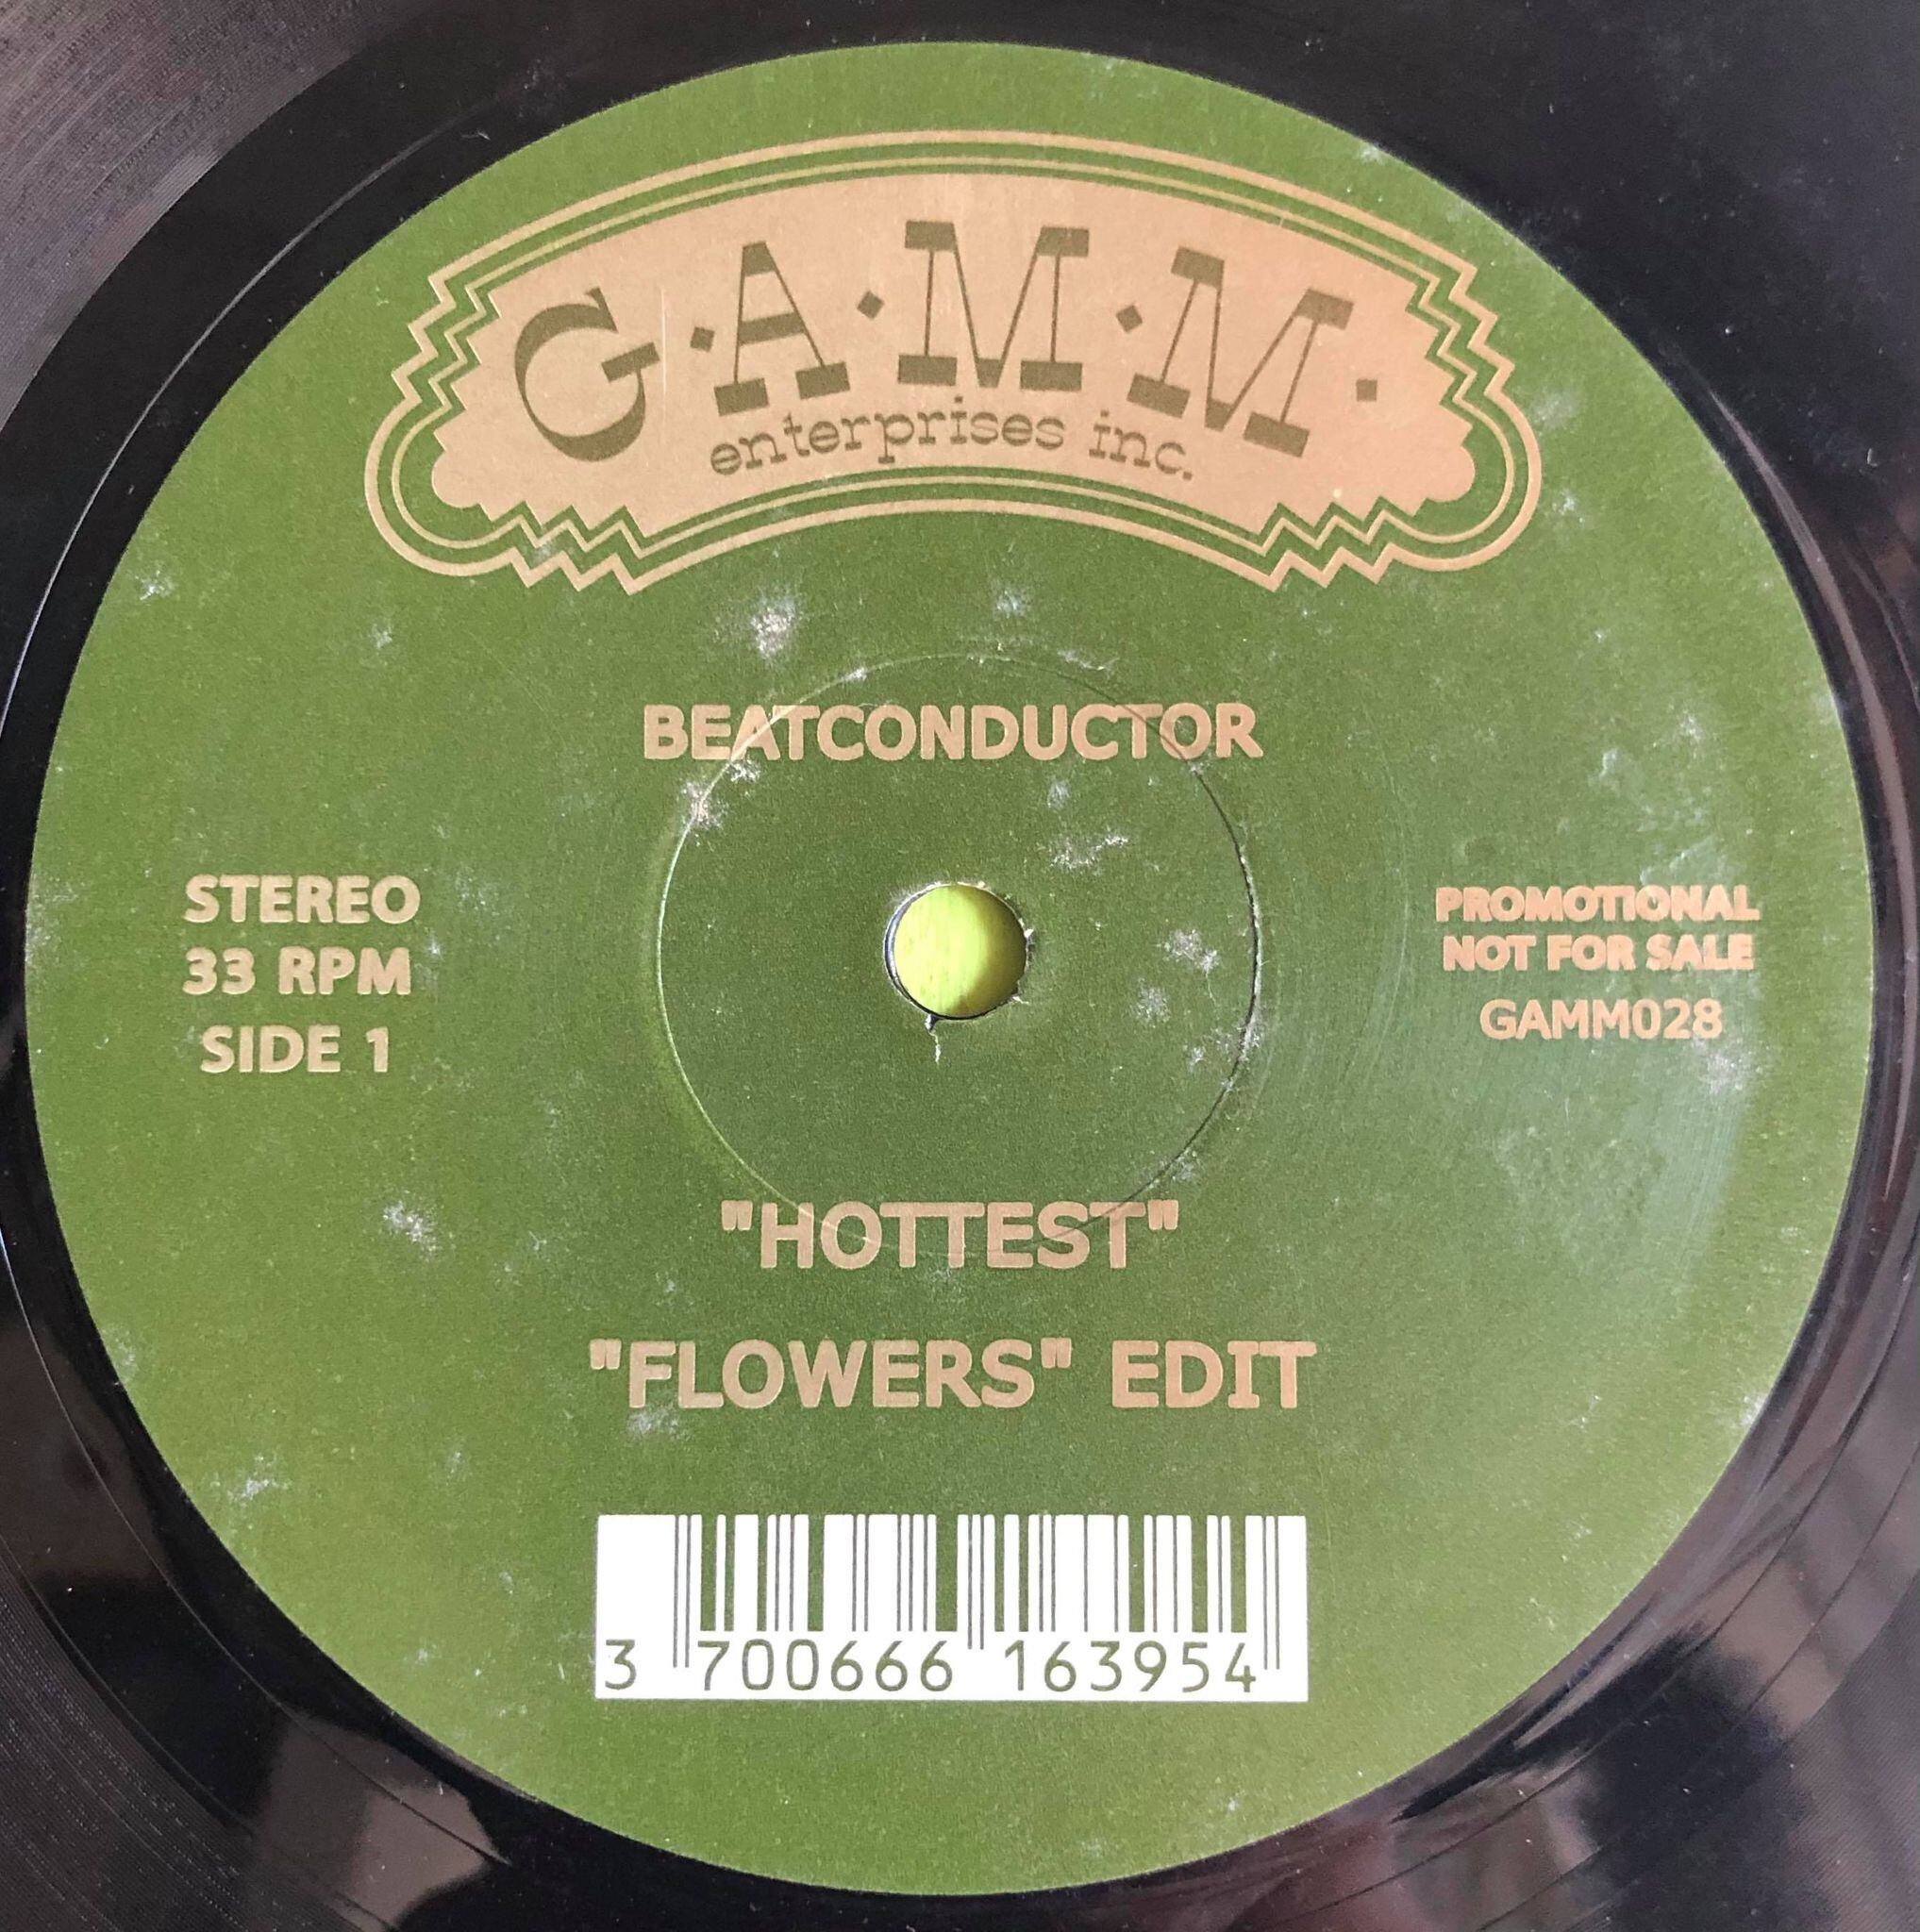 G·A·M·M·
enterprises inc.
BEATCONDUCTOR
STEREO
33 RPM
SIDE 1
PROMOTIONAL
NOT FOR SALE
GAMM028
"HOTTEST"
"FLOWERS" EDIT
3 700666 163954